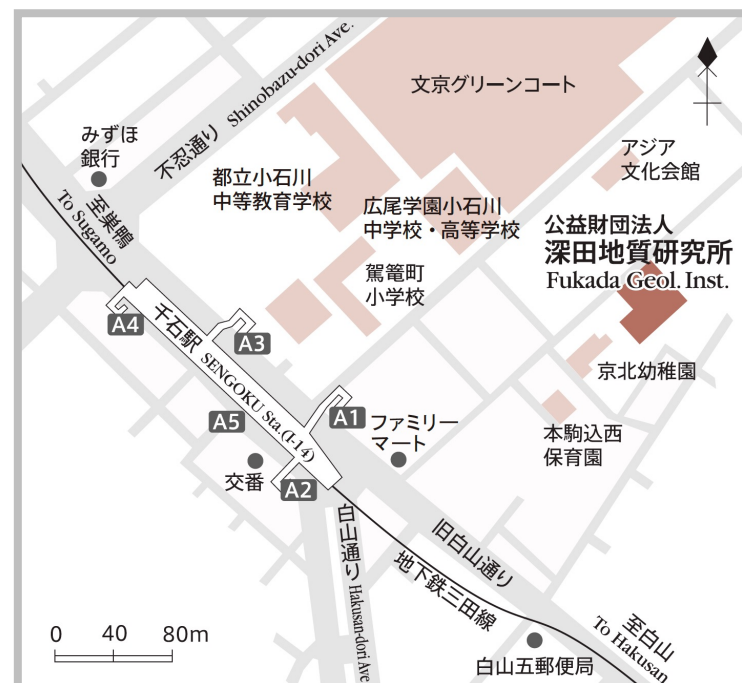 文京グリーンコート
不忍通り Shinobazu-dori Ave.
みずほ
銀行
アジア
文化会館
都立小石川
中等教育学校
広尾学園小石川
中学校・高等学校
公益財団法人
深田地質研究所
Fukada Geol. Inst.
至巣鴨
To Sugamo
駕篭町
小学校
A4
千石駅 SENGOKU Sta.(I-14)
A3
京北幼稚園
A5
A1
ファミリー
マート
本駒込西
保育園
交番
A2
白山通り Hakusan-dori Ave
旧白山通り
地下鉄三田線
至白山
To Hakusan
0 40 80m
白山五郵便局